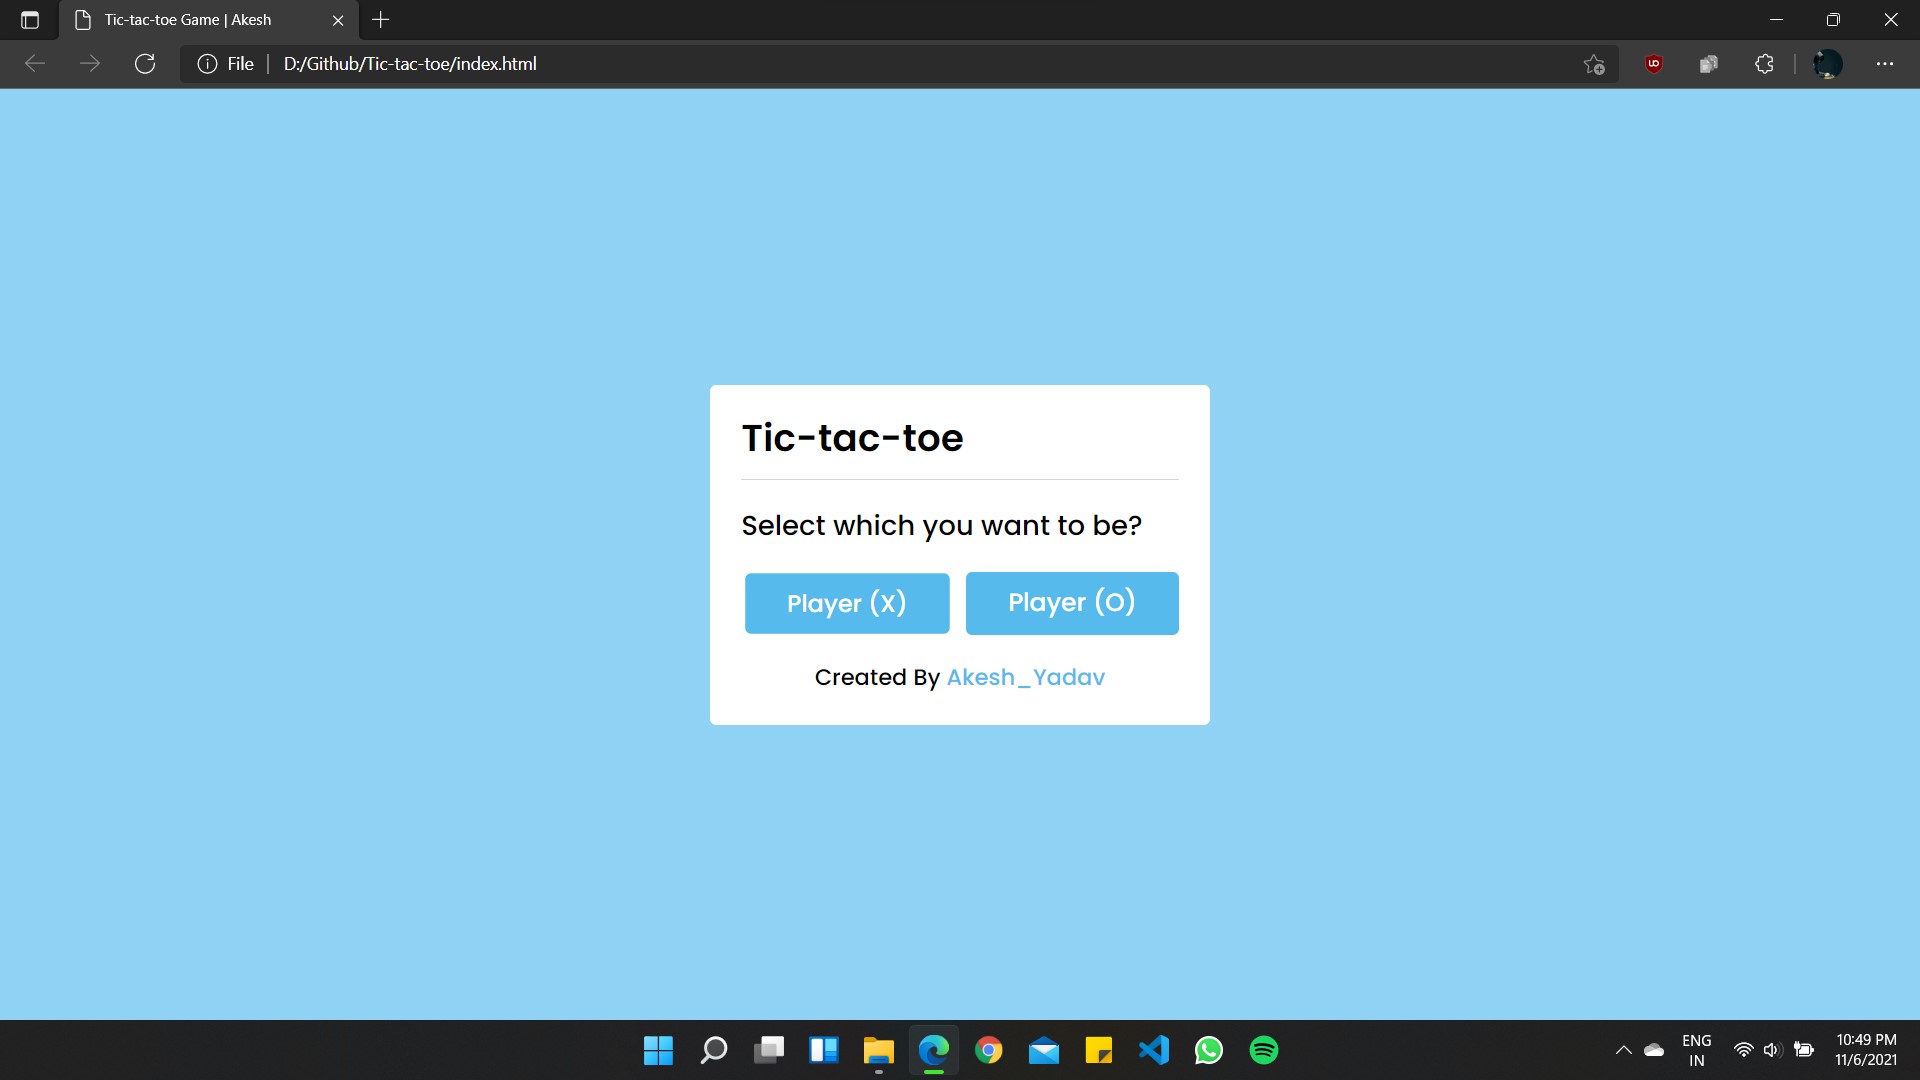 Tic-tac-toe Game | Akesh
File
D:/Github/Tic-tac-toe/index.html
Tic-tac-toe
Select which you want to be?
Player (X)
Player (O)
Created By Akesh_Yadav
ENG
IN
10:49 PM
11/6/2021